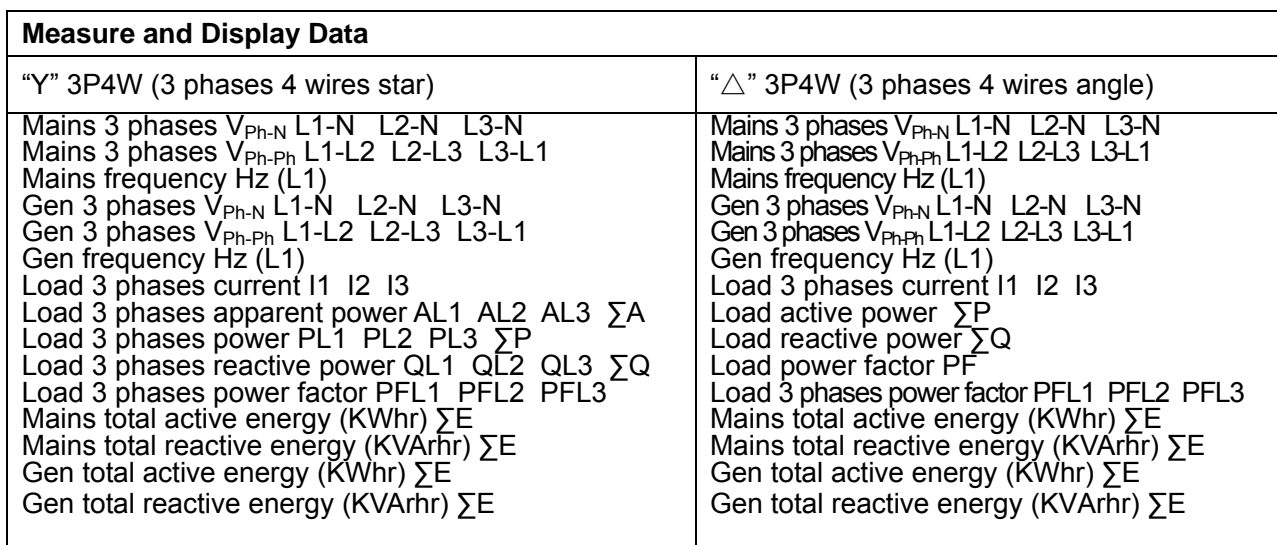 Measure and Display Data
“Y” 3P4W (3 phases 4 wires star)
Mains 3 phases VPh-N L1-N L2-N L3-N
Mains 3 phases VPh-Ph L1-L2 L2-L3 L3-L1
Mains frequency Hz (L1)
Gen 3 phases VPh-N L1-N L2-N L3-N
Gen 3 phases VPh-Ph L1-L2 L2-L3 L3-L1
Gen frequency Hz (L1)
Load 3 phases current I1 I2 I3
Load 3 phases apparent power AL1 AL2 AL3 ∑A
Load 3 phases power PL1 PL2 PL3 ∑P
Load 3 phases reactive power QL1 QL2 QL3 ∑Q
Load 3 phases power factor PFL1 PFL2 PFL3
Mains total active energy (KWhr) ∑E
Mains total reactive energy (KVArhr) ∑E
Gen total active energy (KWhr) ∑E
Gen total reactive energy (KVArhr) ∑E
“△” 3P4W (3 phases 4 wires angle)
Mains 3 phases VPh-N L1-N L2-N L3-N
Mains 3 phases VPh-Ph L1-L2 L2-L3 L3-L1
Mains frequency Hz (L1)
Gen 3 phases VPh-N L1-N L2-N L3-N
Gen 3 phases VPh-Ph L1-L2 L2-L3 L3-L1
Gen frequency Hz (L1)
Load 3 phases current I1 I2 I3
Load active power ∑P
Load reactive power ∑Q
Load power factor PF
Load 3 phases power factor PFL1 PFL2 PFL3
Mains total active energy (KWhr) ∑E
Mains total reactive energy (KVArhr) ∑E
Gen total active energy (KWhr) ∑E
Gen total reactive energy (KVArhr) ∑E